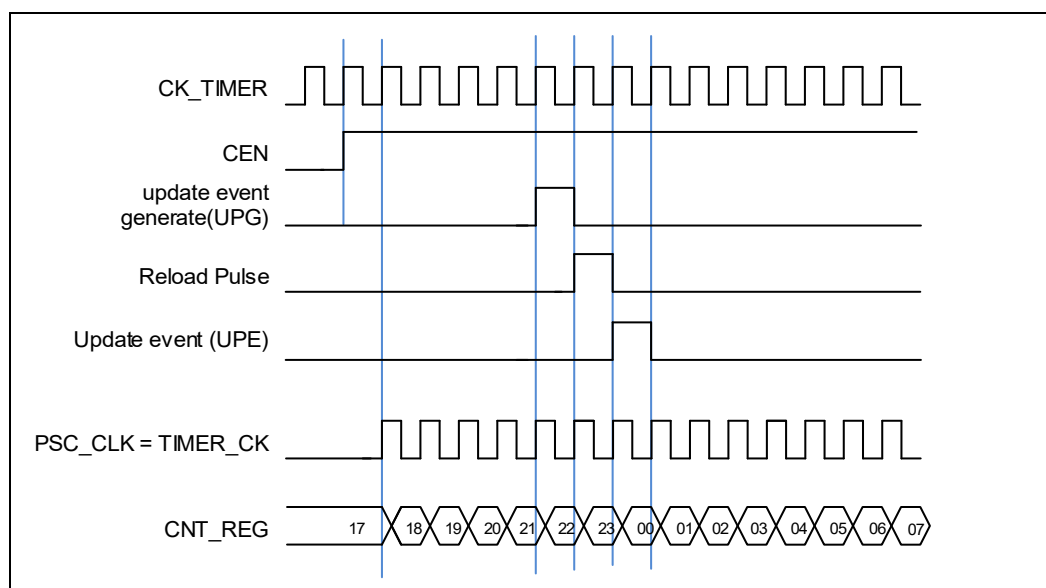 CK_TIMER
CEN
update event
generate(UPG)
Reload Pulse
Update event (UPE)
PSC_CLK = TIMER_CK
CNT_REG 17 18 19 20 21 22 23 00 01 02 03 04 05 06 07